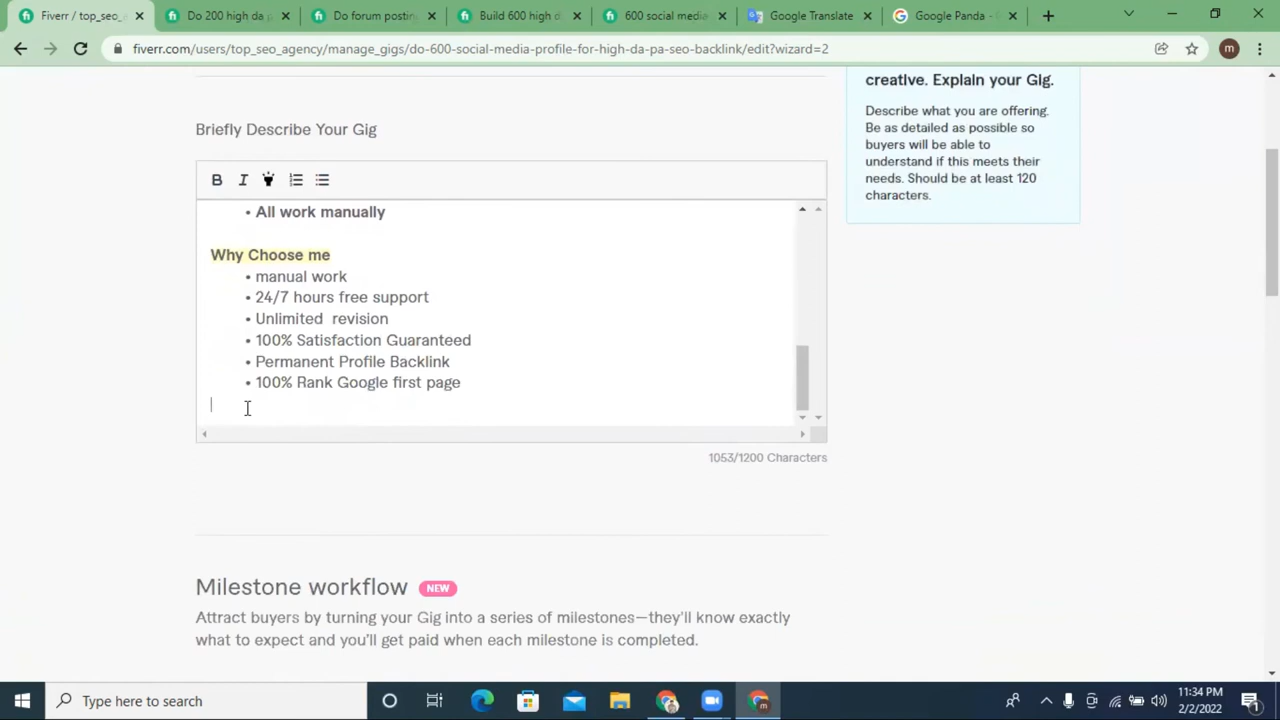 Fiverr / top_seo_
Do 200 high da p
Do forum postin
Build 600 high d
600 social media
Google Translate
Google Panda -
fiverr.com/users/top_seo_agency/manage_gigs/do-600-social-media-profile-for-high-da-pa-seo-backlink/edit?wizard=2
m
creative. Explain your Gig.
Describe what you are offering.
Be as detailed as possible so
buyers will be able to
understand if this meets their
needs. Should be at least 120
characters.
Briefly Describe Your Gig
B I
• All work manually
Why Choose me
• manual work
• 24/7 hours free support
• Unlimited  revision
• 100% Satisfaction Guaranteed
• Permanent Profile Backlink
• 100% Rank Google first page
1053/1200 Characters
Milestone workflow NEW
Attract buyers by turning your Gig into a series of milestones—they'll know exactly
what to expect and you'll get paid when each milestone is completed.
Type here to search
11:34 PM
2/2/2022
1